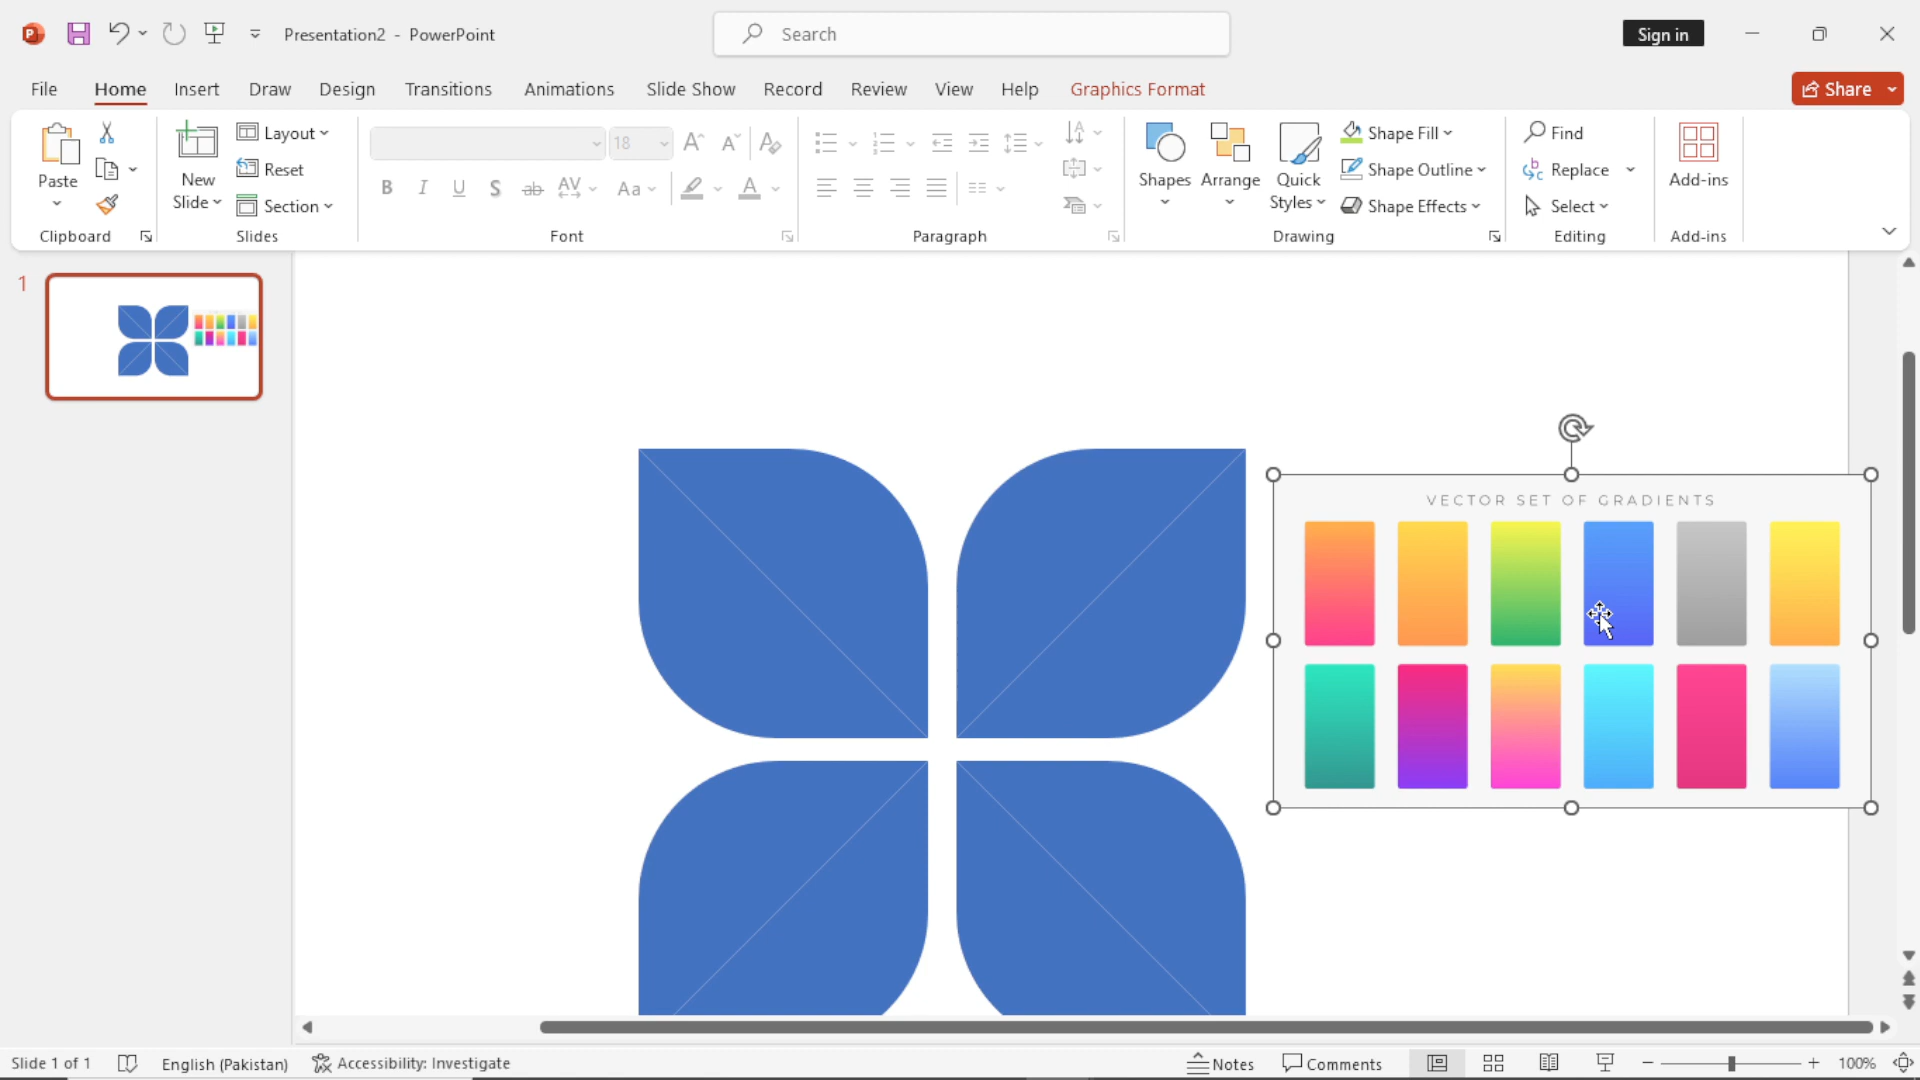 Presentation2 - PowerPoint
Search
Sign in
File Home Insert Draw Design Transitions Animations Slide Show Record Review View Help Graphics Format
Share
Paste
Clipboard
New Slide
Layout
Reset
Section
Slides
18
B I U S ab AV Aa A
Font
Paragraph
Shapes
Arrange
Quick Styles
Shape Fill
Shape Outline
Shape Effects
Drawing
Find
Replace
Select
Editing
Add-ins
Add-ins
1
VECTOR SET OF GRADIENTS
Slide 1 of 1
English (Pakistan)
Accessibility: Investigate
Notes
Comments
100%